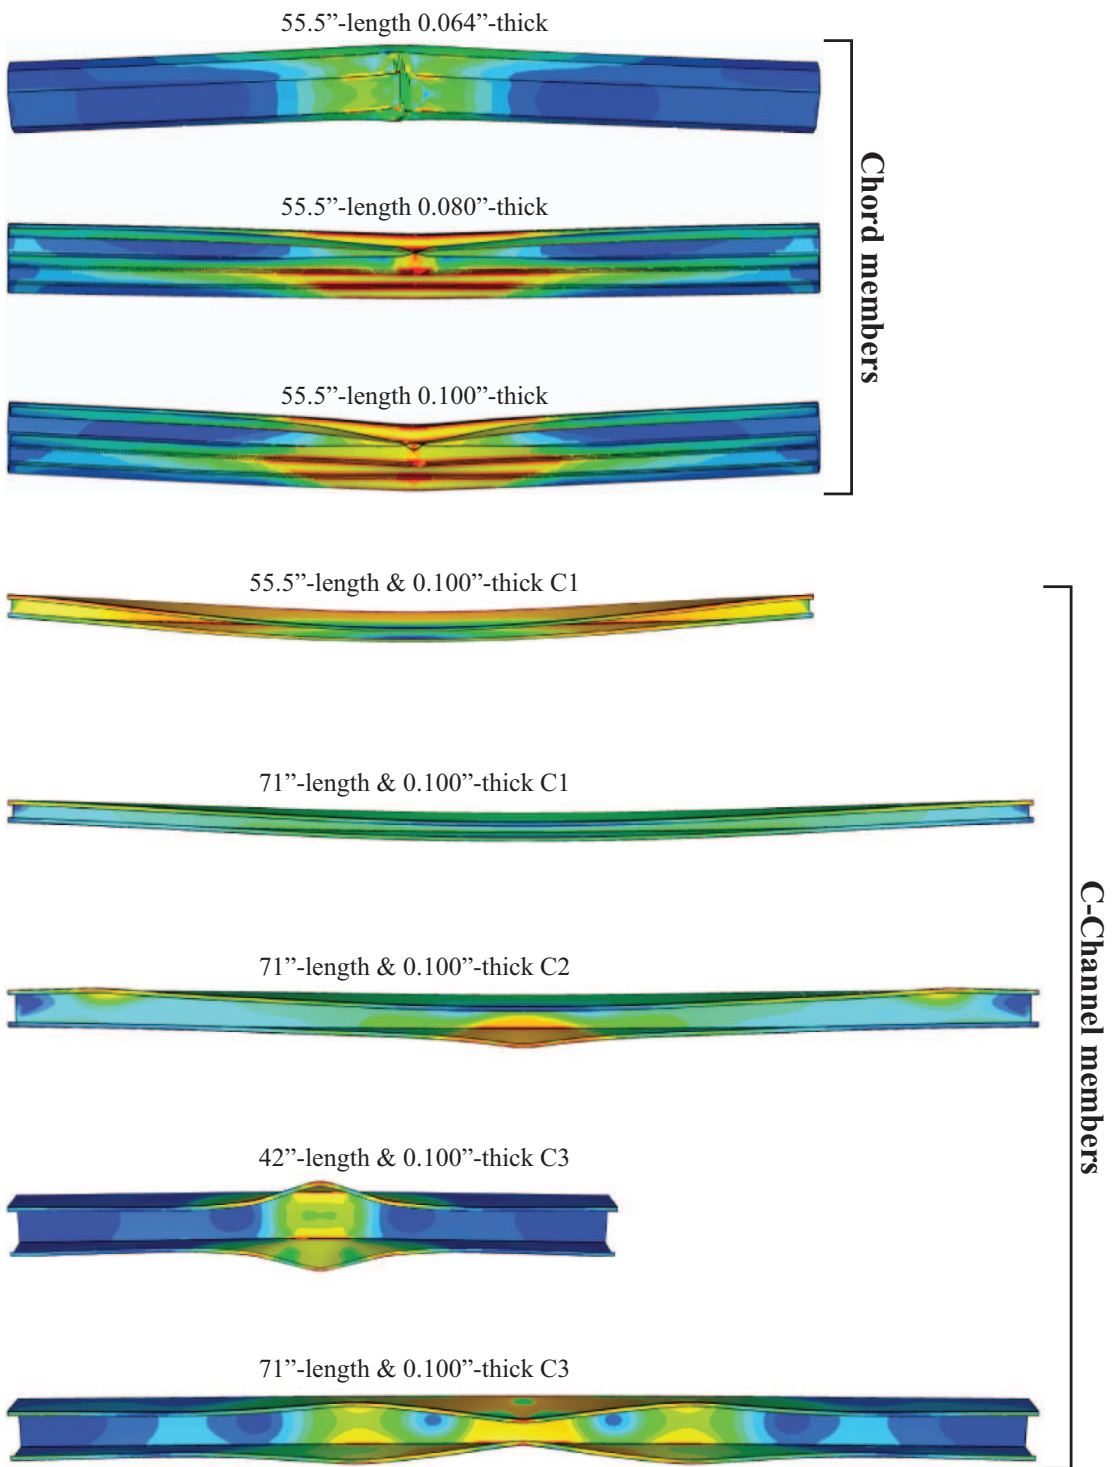 55.5”-length 0.064”-thick
55.5”-length 0.080”-thick
55.5”-length 0.100”-thick
Chord members
55.5”-length & 0.100”-thick C1
71”-length & 0.100”-thick C1
71”-length & 0.100”-thick C2
42”-length & 0.100”-thick C3
71”-length & 0.100”-thick C3
C-Channel members